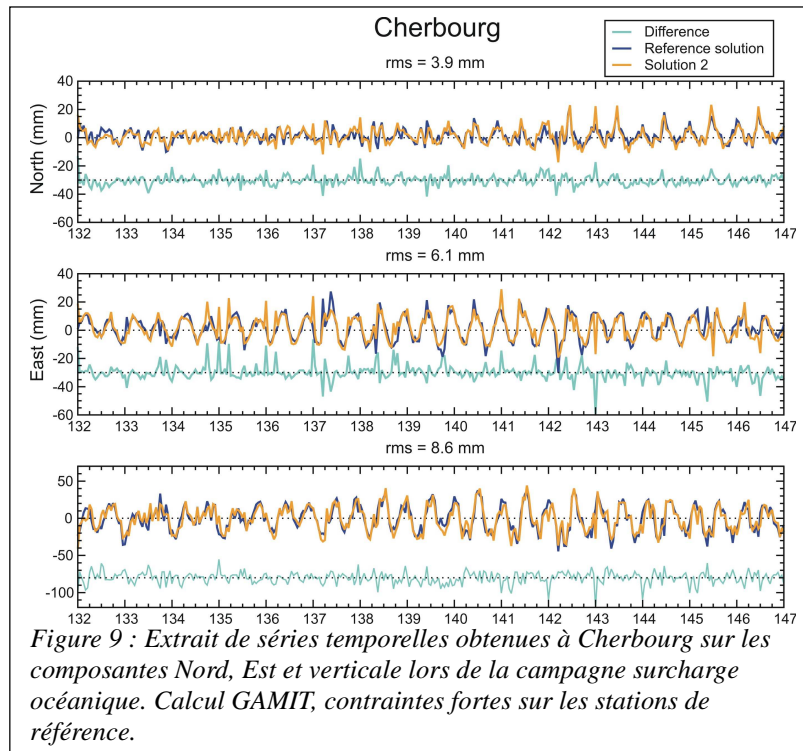 Cherbourg
Difference
Reference solution
Solution 2
rms = 3.9 mm
North (mm)
40
20
0
-20
-40
-60
132 133 134 135 136 137 138 139 140 141 142 143 144 145 146 147
rms = 6.1 mm
East (mm)
40
20
0
-20
-40
-60
132 133 134 135 136 137 138 139 140 141 142 143 144 145 146 147
rms = 8.6 mm
50
0
-50
-100
132 133 134 135 136 137 138 139 140 141 142 143 144 145 146 147
Figure 9 : Extrait de séries temporelles obtenues à Cherbourg sur les
composantes Nord, Est et verticale lors de la campagne surcharge
océanique. Calcul GAMIT, contraintes fortes sur les stations de
référence.